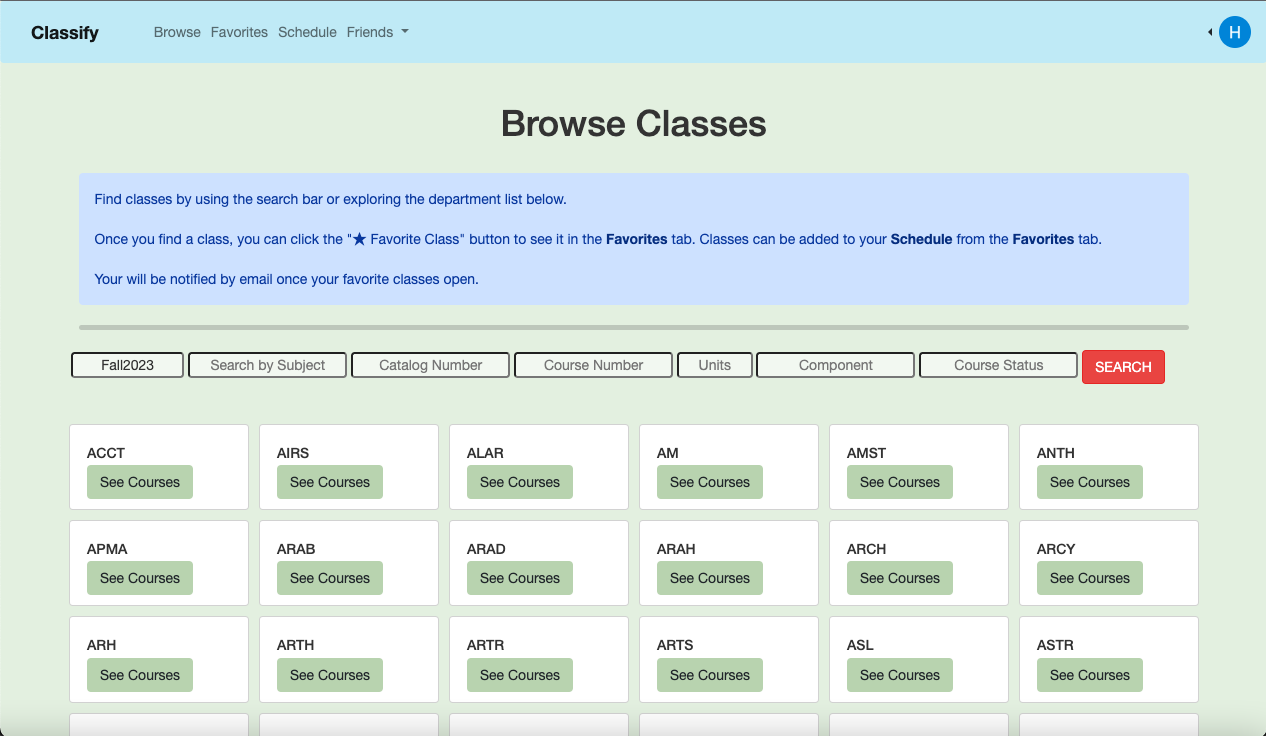 Classify Browse Favorites Schedule Friends H
Browse Classes
Find classes by using the search bar or exploring the department list below.
Once you find a class, you can click the "★ Favorite Class" button to see it in the Favorites tab. Classes can be added to your Schedule from the Favorites tab.
Your will be notified by email once your favorite classes open.
Fall2023 Search by Subject Catalog Number Course Number Units Component Course Status SEARCH
ACCT AIRS ALAR AM AMST ANTH
See Courses See Courses See Courses See Courses See Courses See Courses
APMA ARAB ARAD ARAH ARCH ARCY
See Courses See Courses See Courses See Courses See Courses See Courses
ARH ARTH ARTR ARTS ASL ASTR
See Courses See Courses See Courses See Courses See Courses See Courses